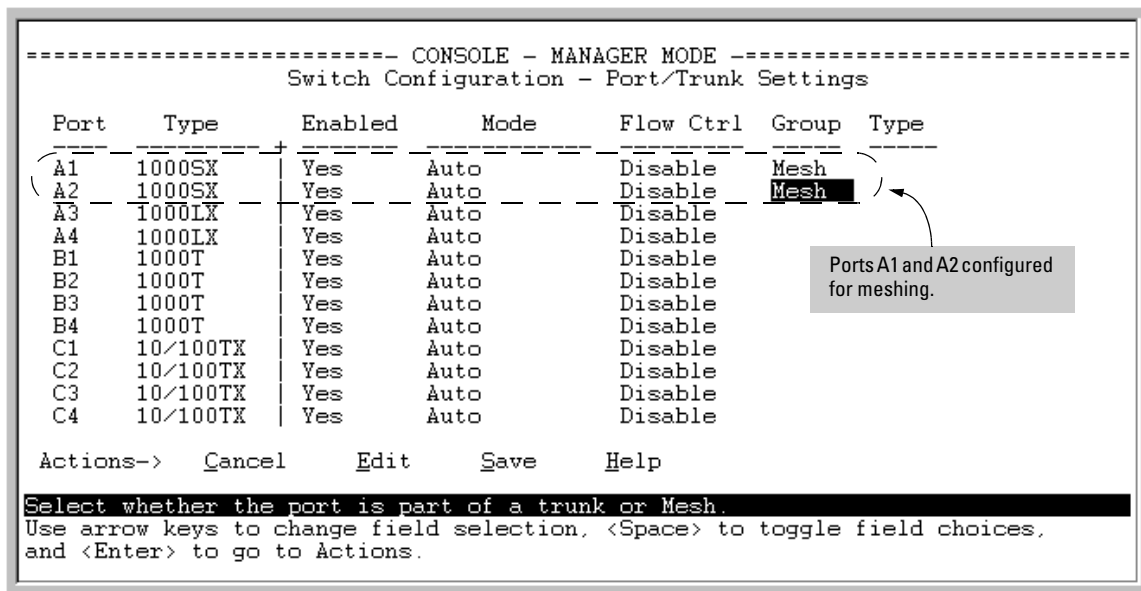 ===========================- CONSOLE - MANAGER MODE -============================
Switch Configuration - Port/Trunk Settings
Port Type Enabled Mode Flow Ctrl Group Type
---- --------- + ------- ------------ --------- ----- -----
A1 1000SX | Yes Auto Disable Mesh
A2 1000SX | Yes Auto Disable Mesh
A3 1000LX | Yes Auto Disable
A4 1000LX | Yes Auto Disable
B1 1000T | Yes Auto Disable
B2 1000T | Yes Auto Disable
B3 1000T | Yes Auto Disable
B4 1000T | Yes Auto Disable
C1 10/100TX | Yes Auto Disable
C2 10/100TX | Yes Auto Disable
C3 10/100TX | Yes Auto Disable
C4 10/100TX | Yes Auto Disable
Ports A1 and A2 configured
for meshing.
Actions-> Cancel Edit Save Help
Select whether the port is part of a trunk or Mesh.
Use arrow keys to change field selection, <Space> to toggle field choices,
and <Enter> to go to Actions.